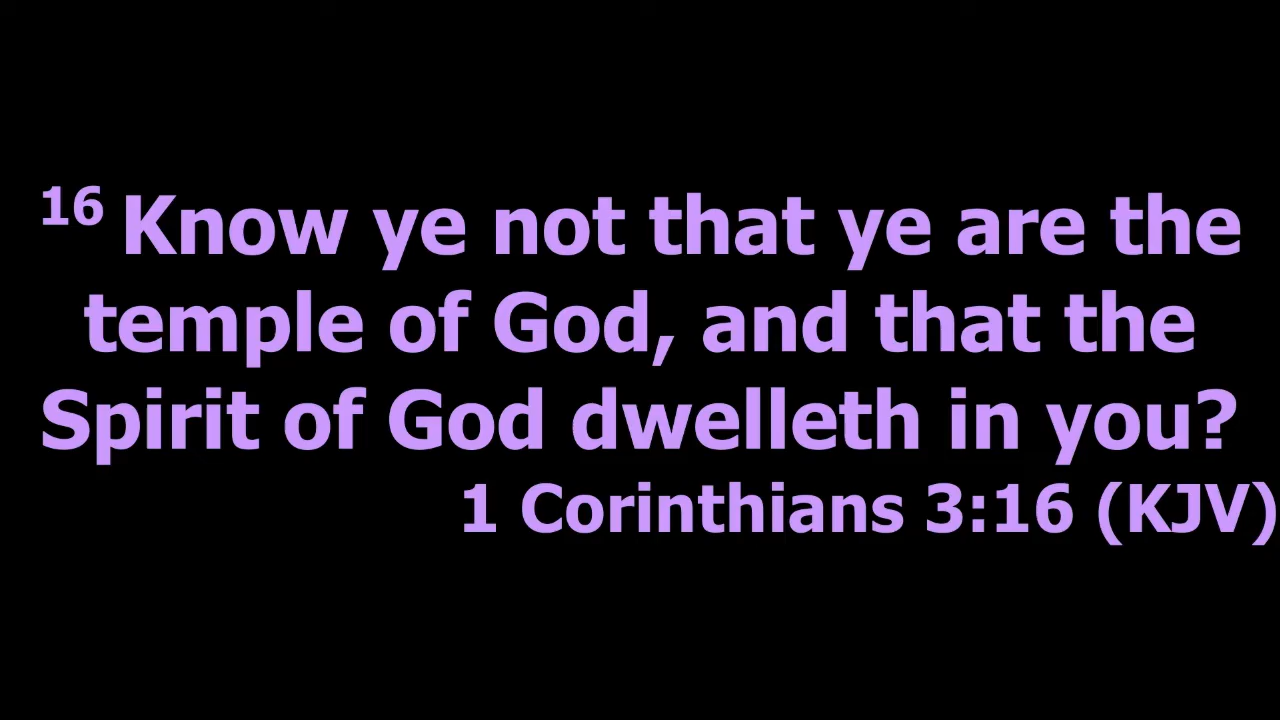 16 Know ye not that ye are the
temple of God, and that the
Spirit of God dwelleth in you?
1 Corinthians 3:16 (KJV)